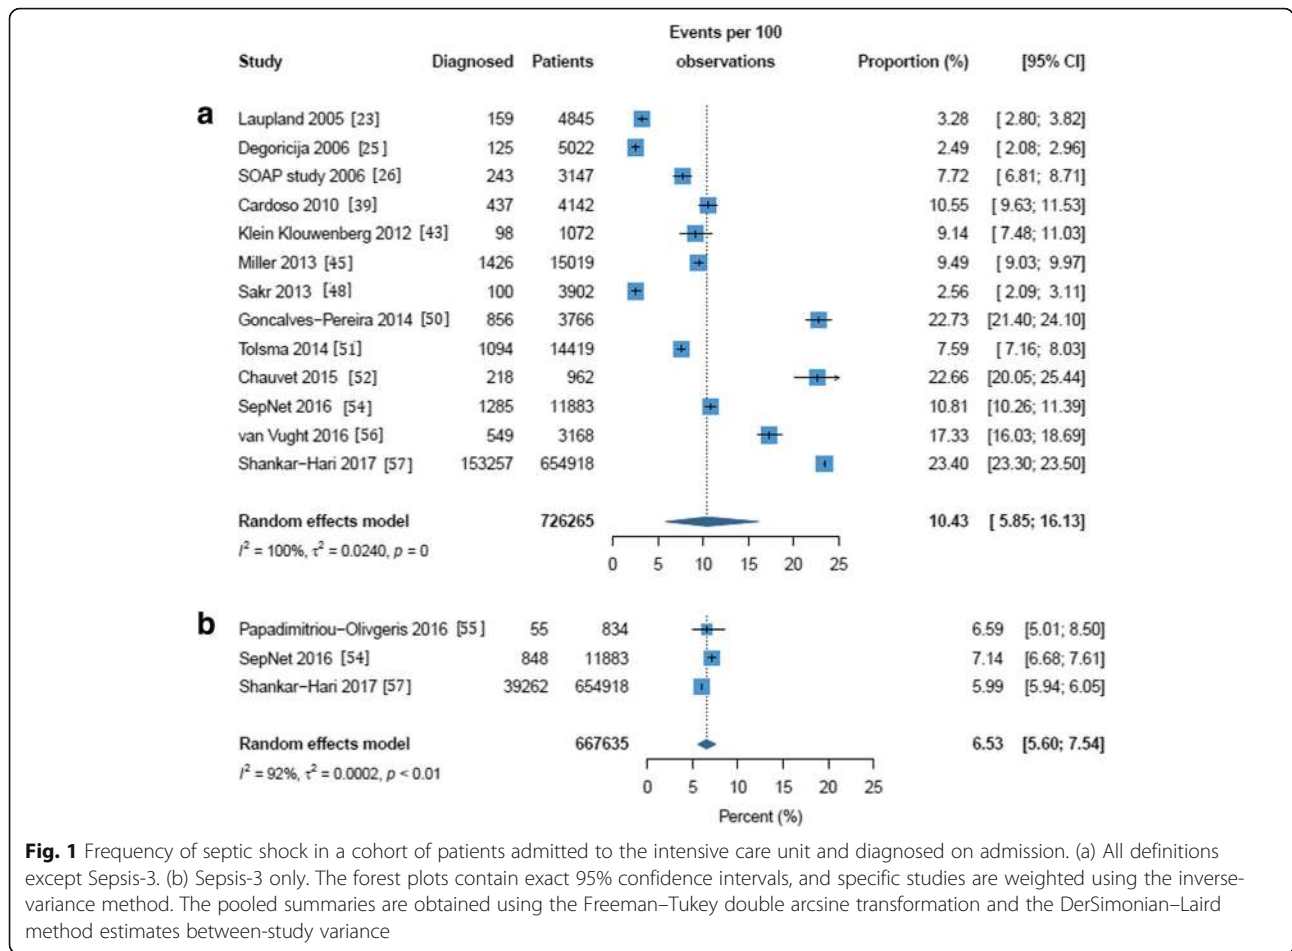 Events per 100
Study Diagnosed Patients observations Proportion (%) [95% CI]
a
Laupland 2005 [23] 159 4845 3.28 [ 2.80; 3.82]
Degoricija 2006 [25] 125 5022 2.49 [ 2.08; 2.96]
SOAP study 2006 [26] 243 3147 7.72 [ 6.81; 8.71]
Cardoso 2010 [39] 437 4142 10.55 [ 9.63; 11.53]
Klein Klouwenberg 2012 [43] 98 1072 9.14 [ 7.48; 11.03]
Miller 2013 [45] 1426 15019 9.49 [ 9.03; 9.97]
Sakr 2013 [48] 100 3902 2.56 [ 2.09; 3.11]
Goncalves−Pereira 2014 [50] 856 3766 22.73 [21.40; 24.10]
Tolsma 2014 [51] 1094 14419 7.59 [ 7.16; 8.03]
Chauvet 2015 [52] 218 962 22.66 [20.05; 25.44]
SepNet 2016 [54] 1285 11883 10.81 [10.26; 11.39]
van Vught 2016 [56] 549 3168 17.33 [16.03; 18.69]
Shankar−Hari 2017 [57] 153257 654918 23.40 [23.30; 23.50]
Random effects model 726265 10.43 [ 5.85; 16.13]
I² = 100%, τ² = 0.0240, p = 0
0 5 10 15 20 25
b
Papadimitriou−Olivgeris 2016 [55] 55 834 6.59 [5.01; 8.50]
SepNet 2016 [54] 848 11883 7.14 [6.68; 7.61]
Shankar−Hari 2017 [57] 39262 654918 5.99 [5.94; 6.05]
Random effects model 667635 6.53 [5.60; 7.54]
I² = 92%, τ² = 0.0002, p < 0.01
0 5 10 15 20 25
Percent (%)
Fig. 1 Frequency of septic shock in a cohort of patients admitted to the intensive care unit and diagnosed on admission. (a) All definitions
except Sepsis-3. (b) Sepsis-3 only. The forest plots contain exact 95% confidence intervals, and specific studies are weighted using the inverse-
variance method. The pooled summaries are obtained using the Freeman–Tukey double arcsine transformation and the DerSimonian–Laird
method estimates between-study variance